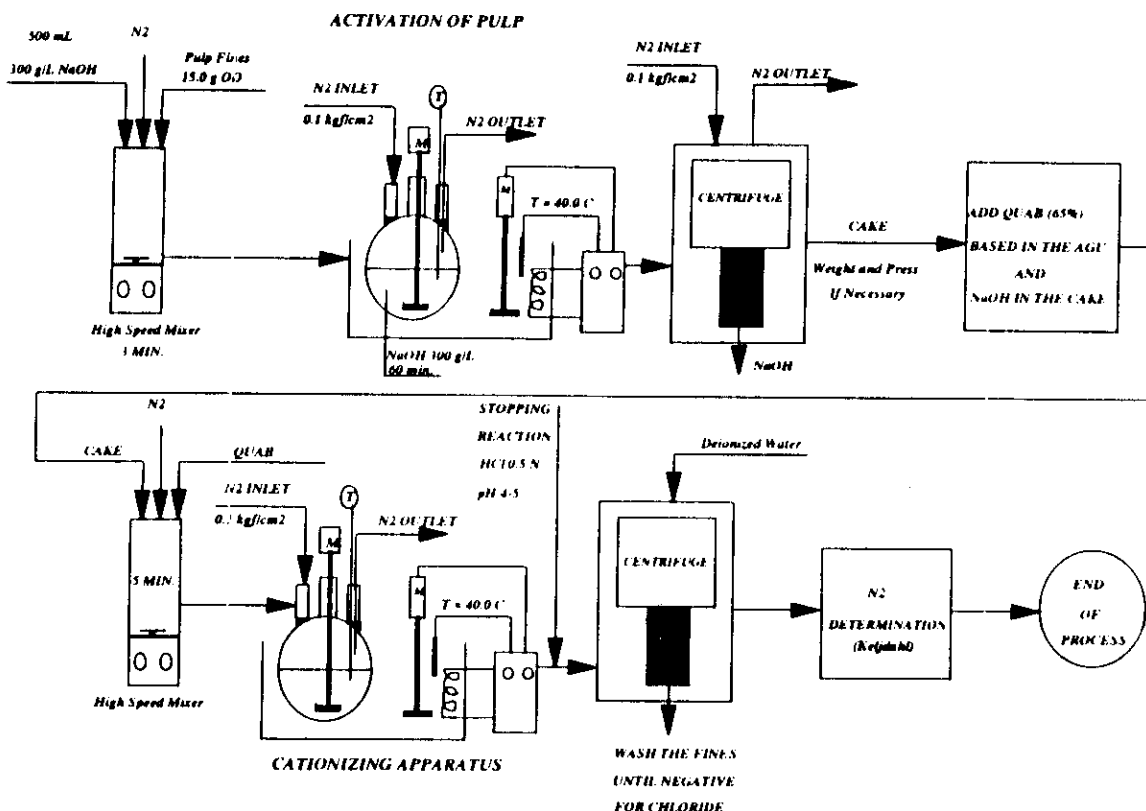 ACTIVATION OF PULP
500 mL
300 g/L NaOH
N2
Pulp Fines
15.0 g OD
High Speed Mixer
3 MIN.
N2 INLET
0.1 kgf/cm2
T
N2 OUTLET
M
NaOH 300 g/L
60 min.
M
T = 40.0 C
N2 INLET
0.1 kgf/cm2
N2 OUTLET
CENTRIFUGE
NaOH
CAKE
Weight and Press
If Necessary
ADD QUAB (65%)
BASED IN THE AGU
AND
NaOH IN THE CAKE
N2
CAKE
QUAB
5 MIN.
High Speed Mixer
N2 INLET
kgf/cm2
T
N2 OUTLET
M
M
T = 40.0 C
CATIONIZING APPARATUS
STOPPING
REACTION
HCl 0.5 N
pH 4-5
Deionized Water
CENTRIFUGE
WASH THE FINES
UNTIL NEGATIVE
FOR CHLORIDE
N2
DETERMINATION
(Keljdahl)
END
OF
PROCESS